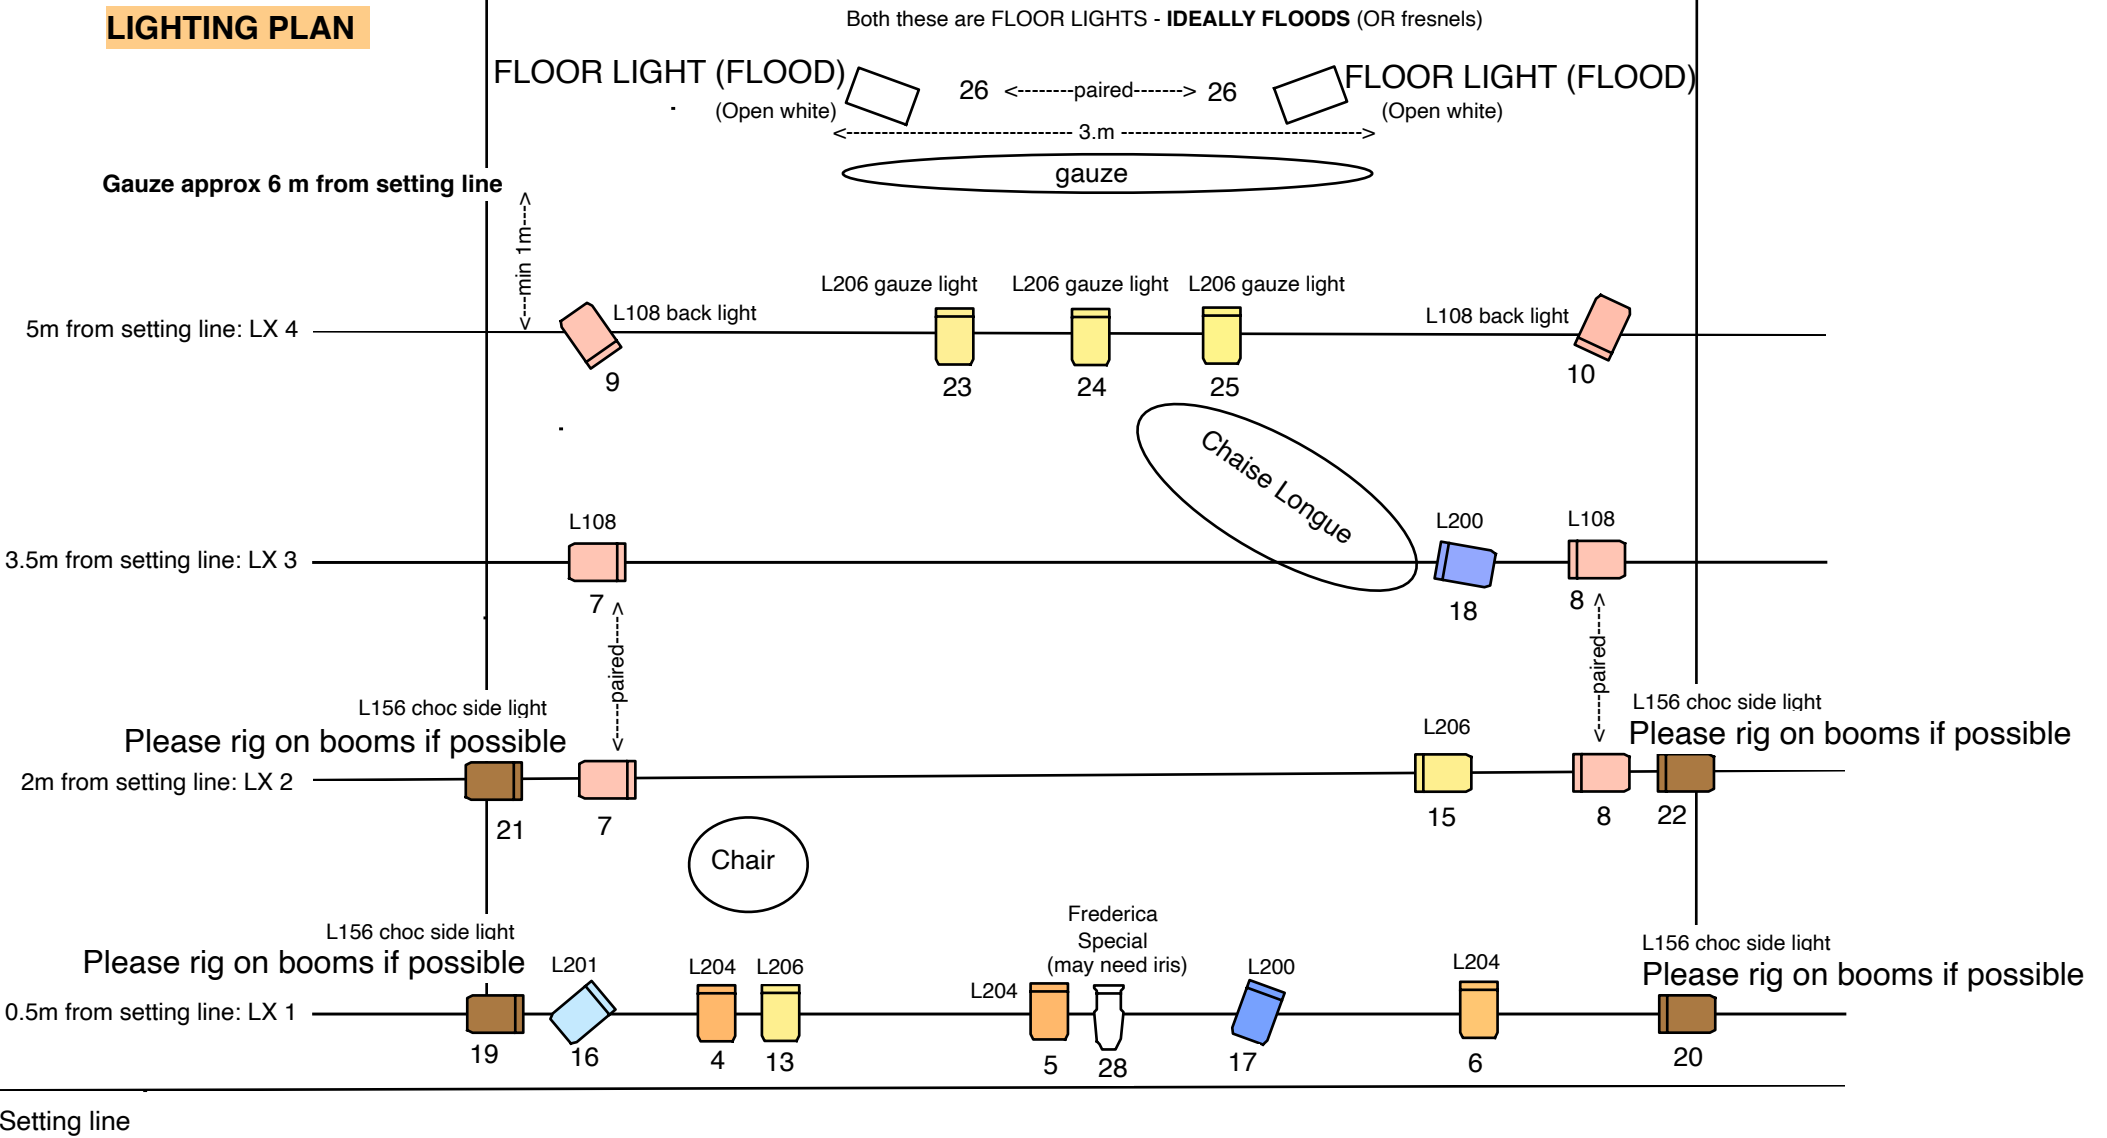 LIGHTING PLAN
Both these are FLOOR LIGHTS - IDEALLY FLOODS (OR fresnels)
FLOOR LIGHT (FLOOD)
(Open white)
26 <--------paired-------> 26
FLOOR LIGHT (FLOOD)
(Open white)
<---------------------------- 3.m ------------------------------>
gauze
Gauze approx 6 m from setting line
<---min 1m--->
L206 gauze light
L206 gauze light
L206 gauze light
5m from setting line: LX 4
L108 back light
L108 back light
9
23
24
25
10
Chaise Longue
L108
L200
L108
3.5m from setting line: LX 3
7
18
8
<----paired---->
<----paired---->
L156 choc side light
Please rig on booms if possible
L206
L156 choc side light
Please rig on booms if possible
2m from setting line: LX 2
21
7
15
8
22
Chair
L156 choc side light
Please rig on booms if possible
L201
L204
L206
L204
Frederica
Special
(may need iris)
L200
L204
L156 choc side light
Please rig on booms if possible
0.5m from setting line: LX 1
19
16
4
13
5
28
17
6
20
Setting line